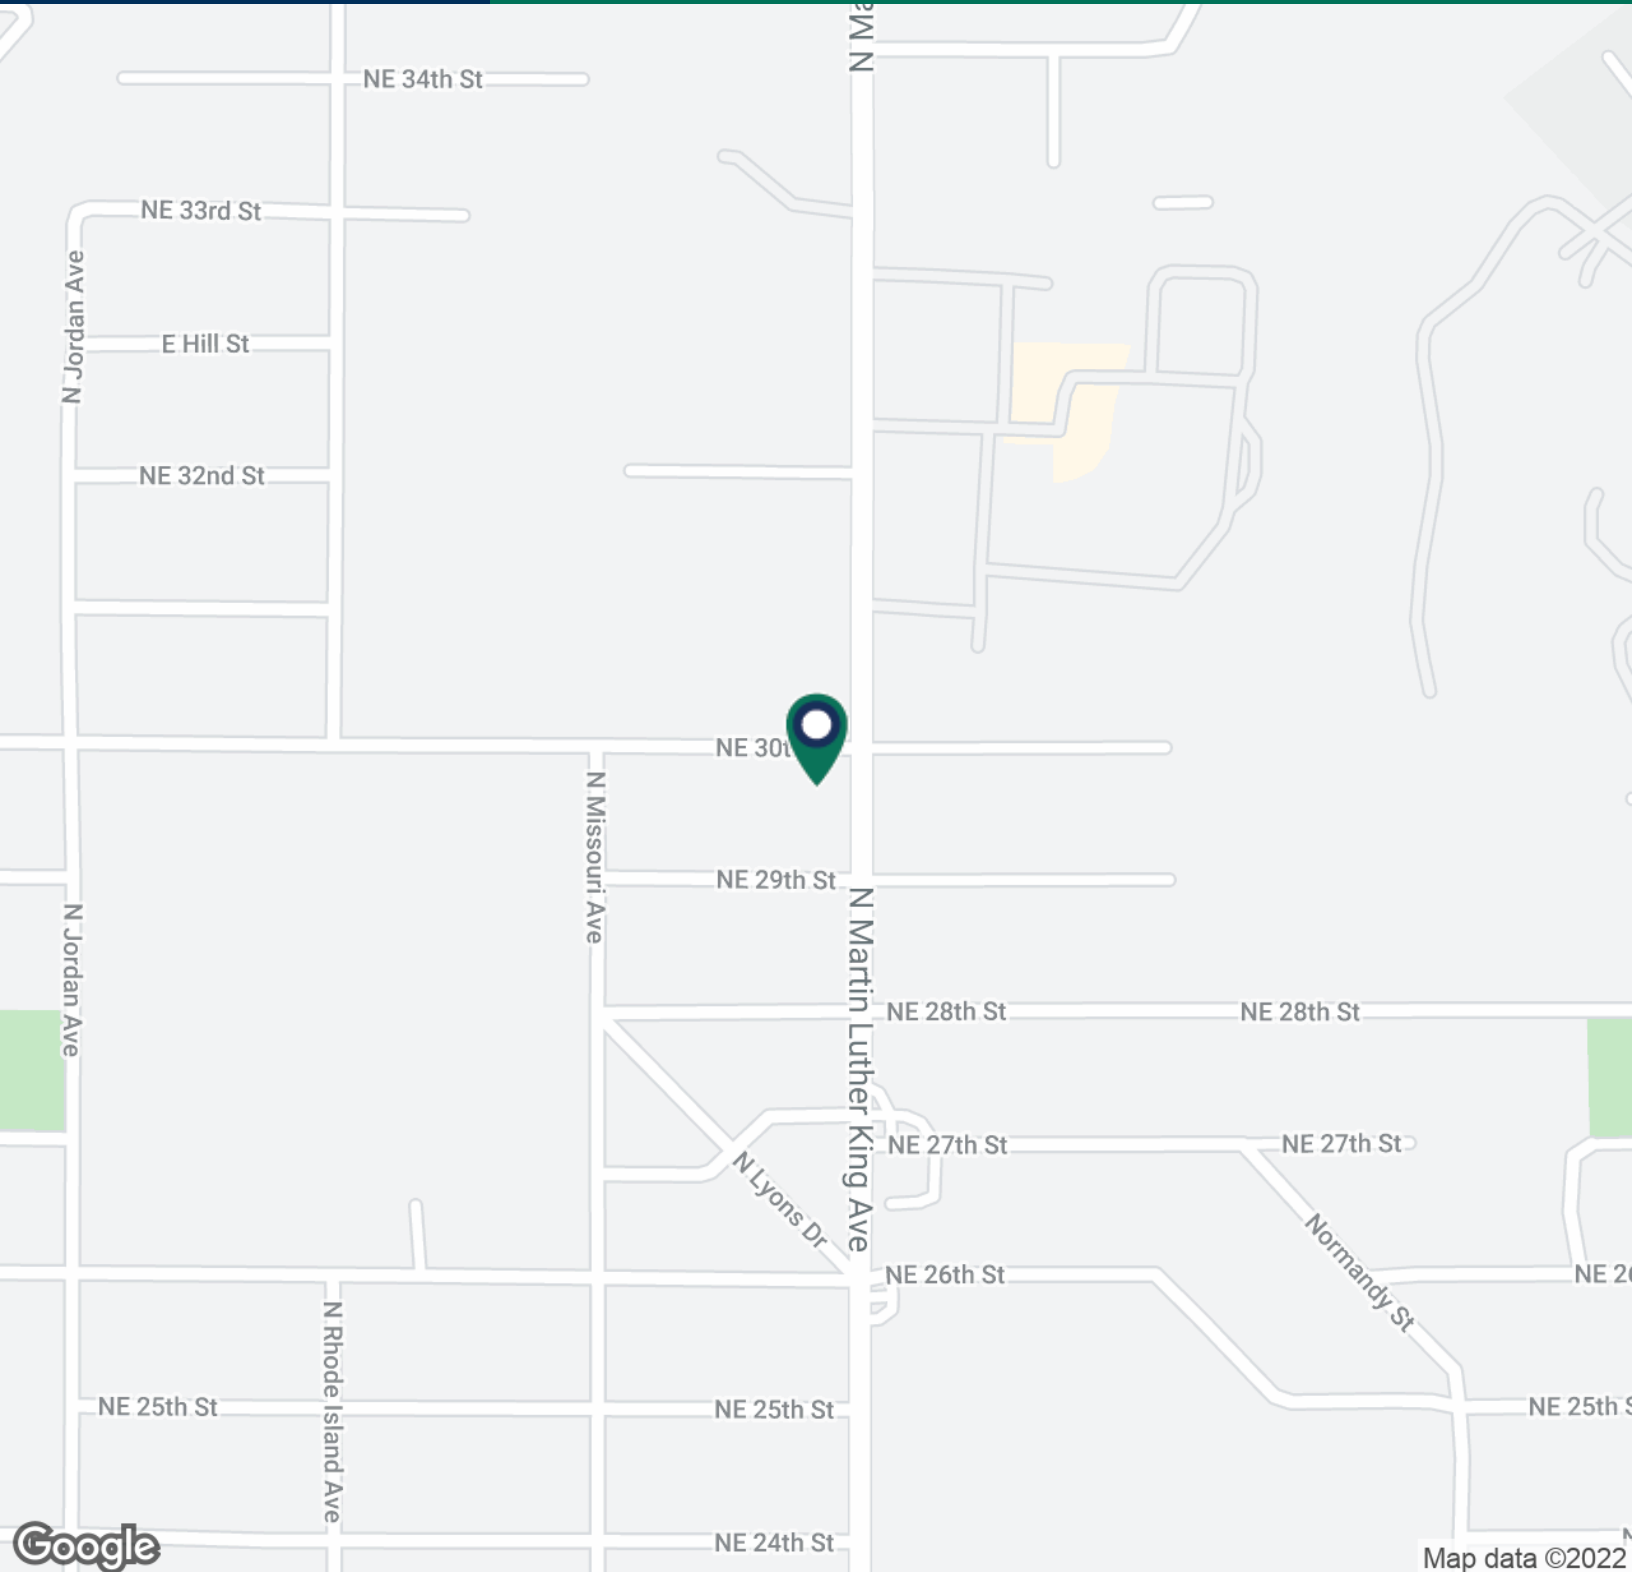 NE 34th St
NE 33rd St
N Jordan Ave
E Hill St
NE 32nd St
NE
N Missouri Ave
NE 29th St
N Martin Luther King Ave
N Jordan Ave
NE 28th St
NE 28th St
NE 27th St
NE 27th St
N Lyons Dr
Normandy St
NE 26th St
NE
N Rhode Island Ave
NE 25th St
NE 25th St
NE 25th
NE 24th St
Google
Map data ©2022